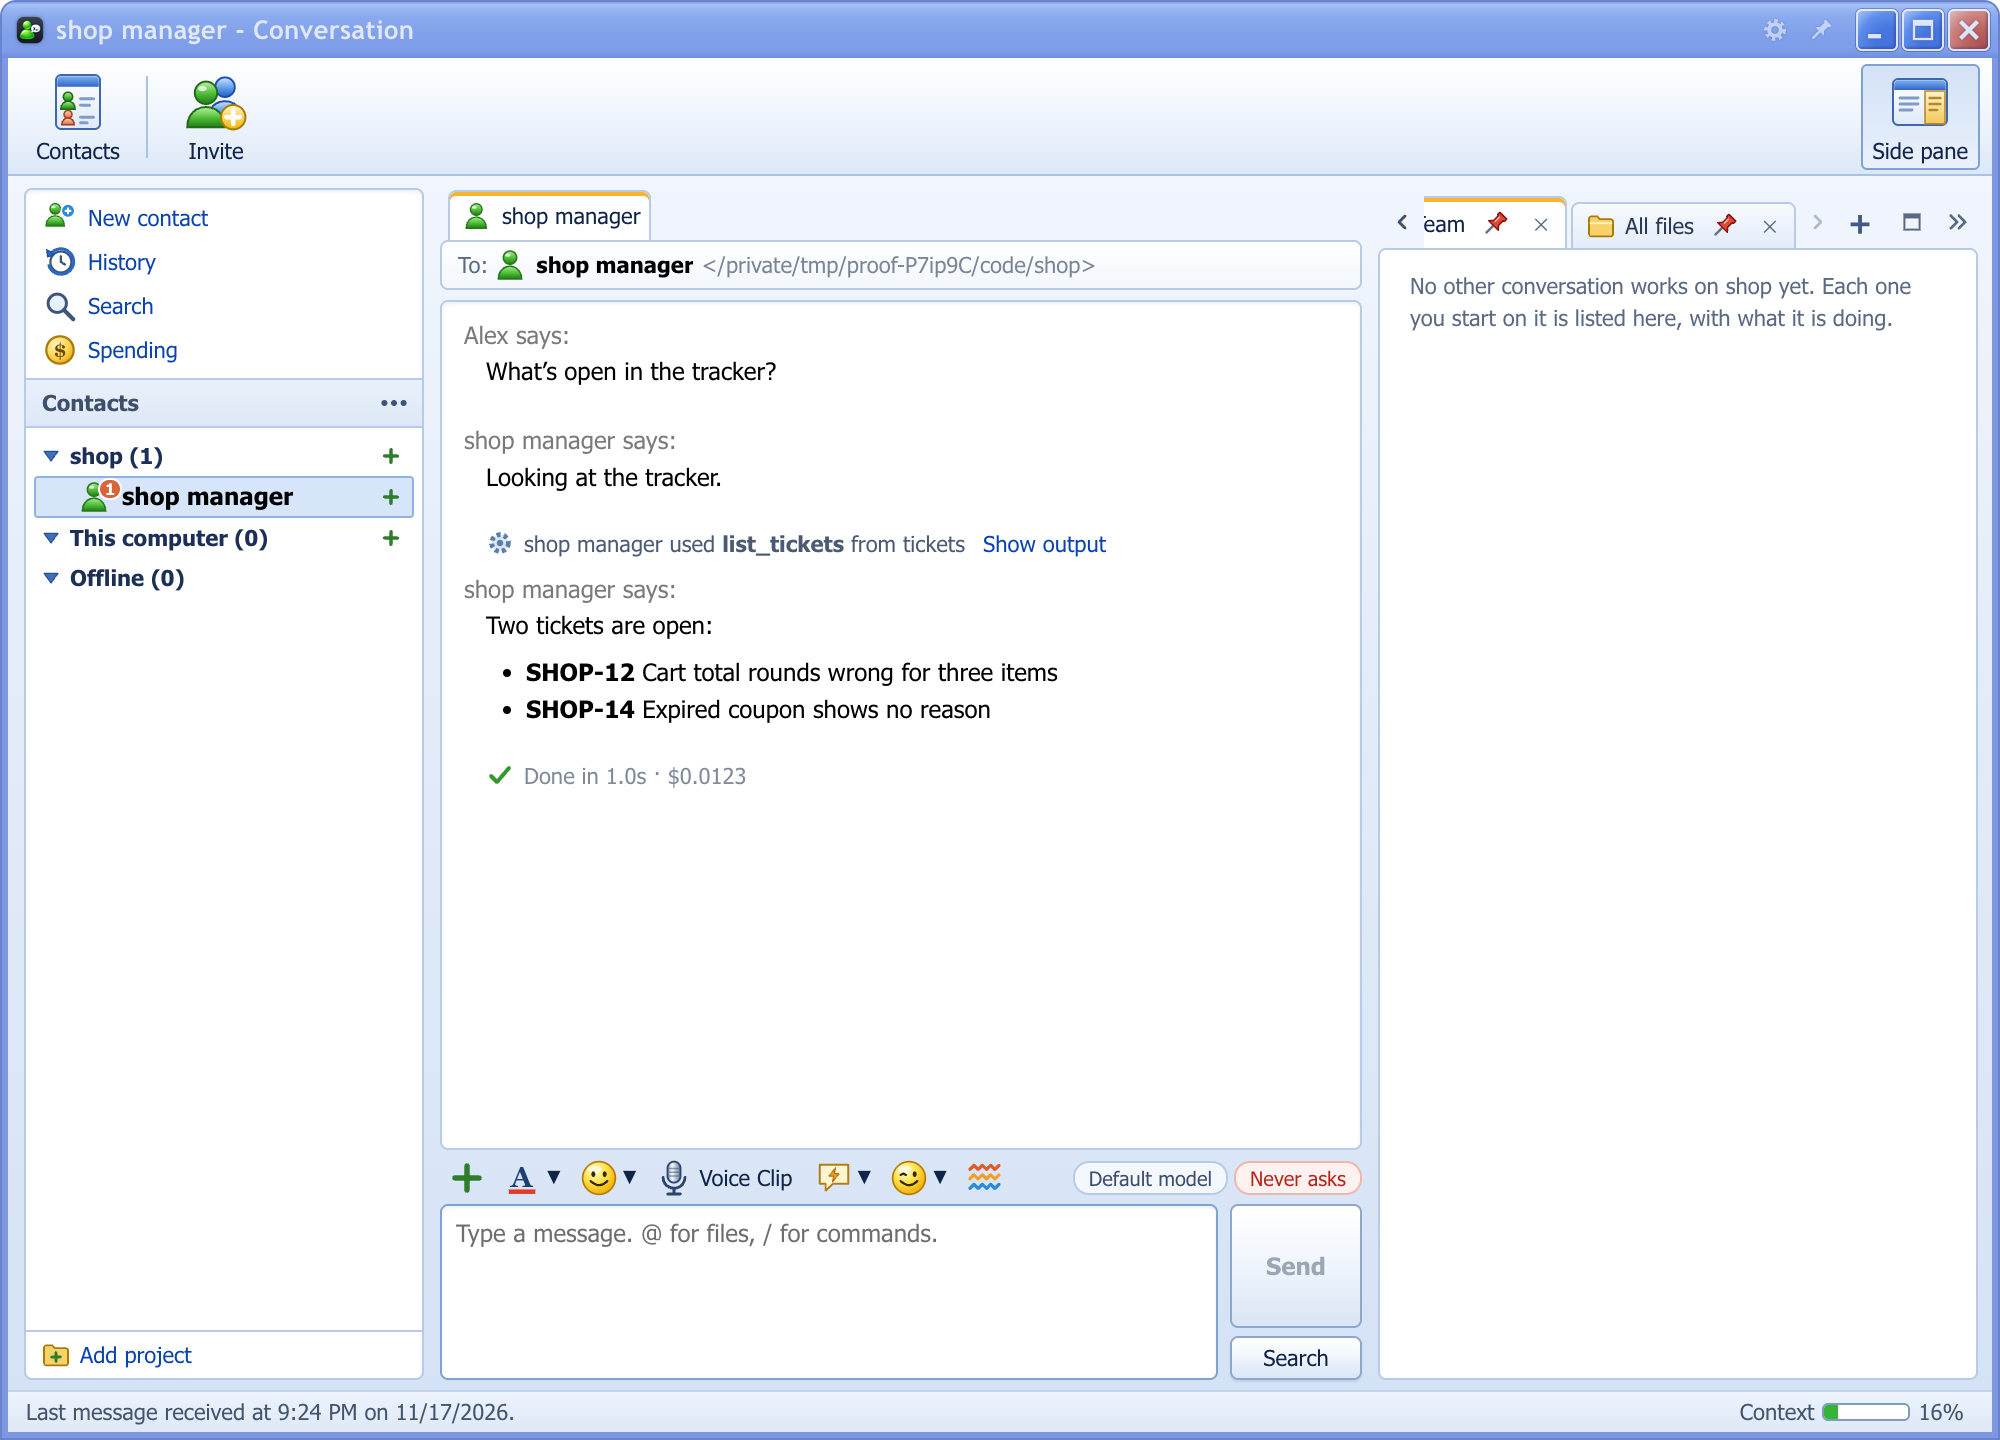 shop manager - Conversation
Contacts
Invite
Side pane
New contact
History
Search
Spending
Contacts
shop (1)
1
shop manager
This computer (0)
Offline (0)
Add project
shop manager
To: shop manager </private/tmp/proof-P7ip9C/code/shop>
Alex says:
What’s open in the tracker?
shop manager says:
Looking at the tracker.
shop manager used list_tickets from tickets Show output
shop manager says:
Two tickets are open:
• SHOP-12 Cart total rounds wrong for three items
• SHOP-14 Expired coupon shows no reason
Done in 1.0s · $0.0123
A
Voice Clip
Default model
Never asks
Type a message. @ for files, / for commands.
Send
Search
All files
No other conversation works on shop yet. Each one
you start on it is listed here, with what it is doing.
Last message received at 9:24 PM on 11/17/2026.
Context 16%